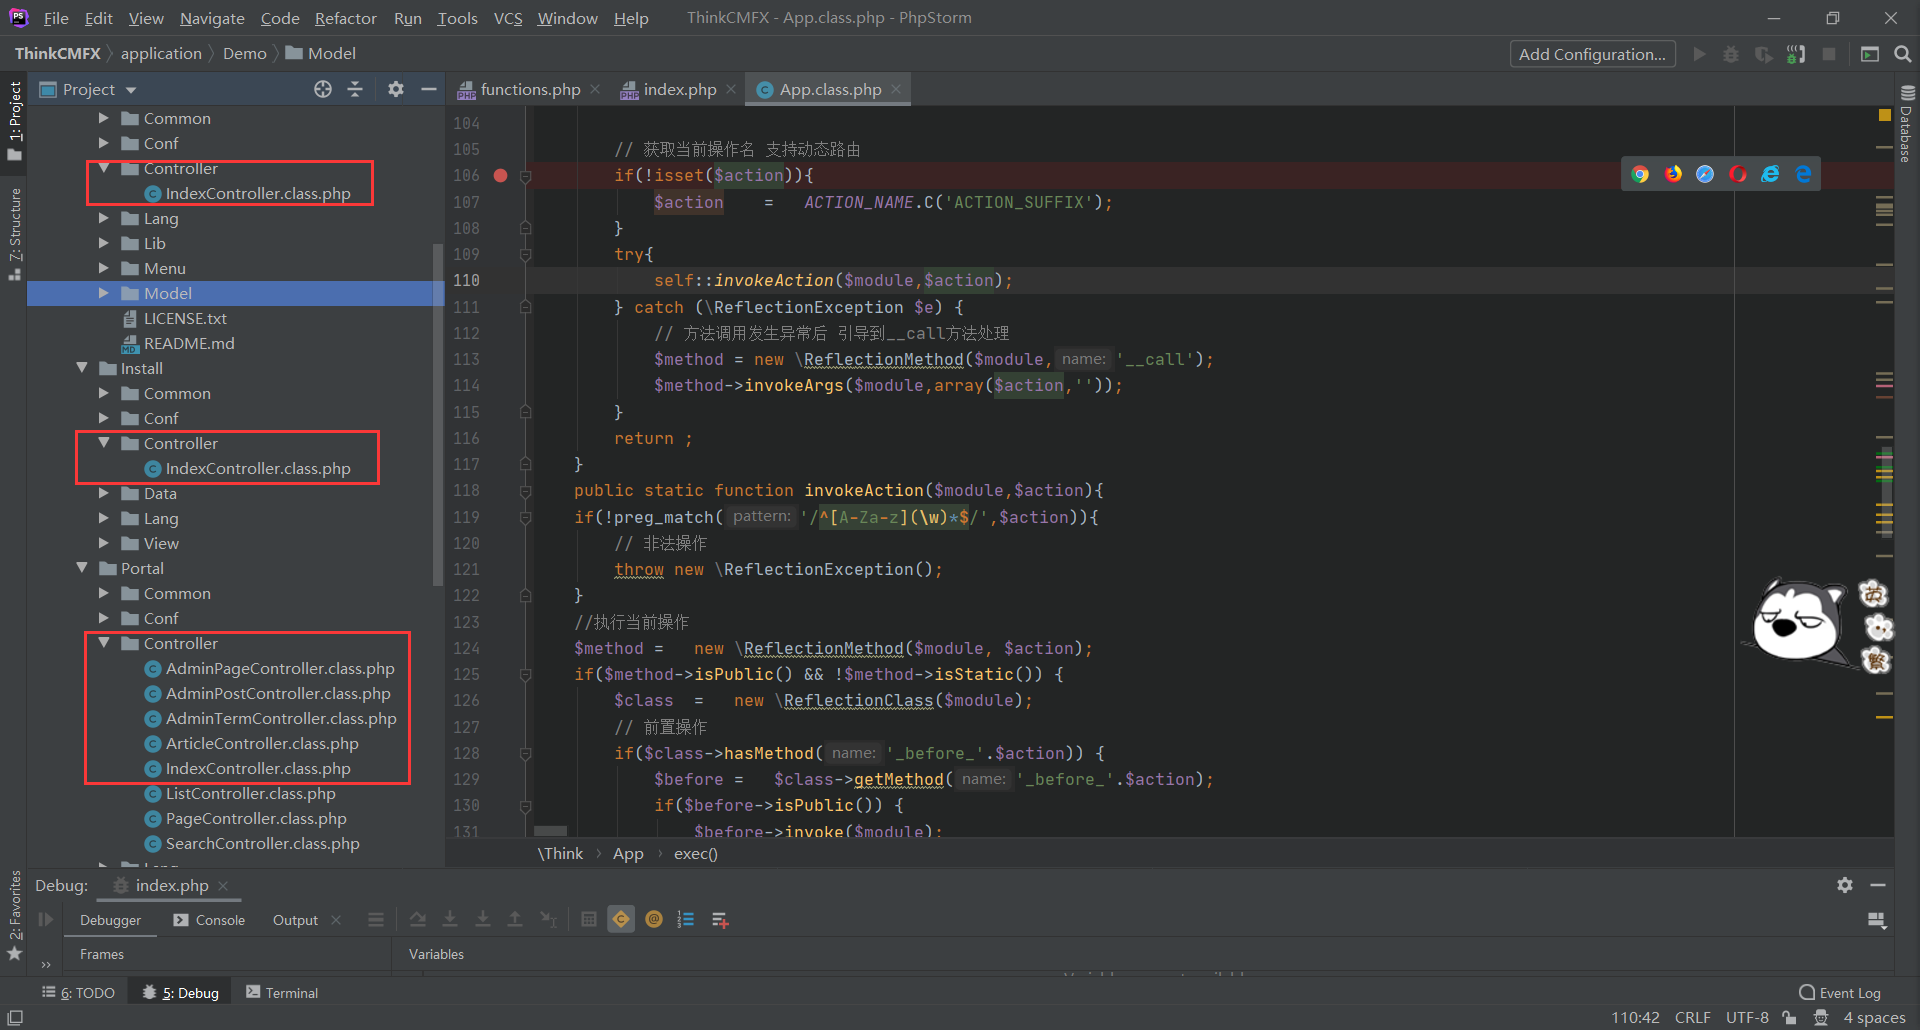 File Edit View Navigate Code Refactor Run Tools VCS Window Help ThinkCMFX - App.class.php - PhpStorm
ThinkCMFX application Demo Model Add Configuration...
1: Project
7: Structure
2: Favorites
Database
Project
Common
Conf
Controller
IndexController.class.php
Lang
Lib
Menu
Model
LICENSE.txt
README.md
Install
Common
Conf
Controller
IndexController.class.php
Data
Lang
View
Portal
Common
Conf
Controller
AdminPageController.class.php
AdminPostController.class.php
AdminTermController.class.php
ArticleController.class.php
IndexController.class.php
ListController.class.php
PageController.class.php
SearchController.class.php
functions.php index.php App.class.php
104
105 // 获取当前操作名 支持动态路由
106 if(!isset($action)){
107 $action = ACTION_NAME.C('ACTION_SUFFIX');
108 }
109 try{
110 self::invokeAction($module,$action);
111 } catch (\ReflectionException $e) {
112 // 方法调用发生异常后 引导到__call方法处理
113 $method = new \ReflectionMethod($module, name: '__call');
114 $method->invokeArgs($module,array($action,''));
115 }
116 return ;
117 }
118 public static function invokeAction($module,$action){
119 if(!preg_match( pattern: '/^[A-Za-z](\w)*$/',$action)){
120 // 非法操作
121 throw new \ReflectionException();
122 }
123 //执行当前操作
124 $method = new \ReflectionMethod($module, $action);
125 if($method->isPublic() && !$method->isStatic()) {
126 $class = new \ReflectionClass($module);
127 // 前置操作
128 if($class->hasMethod( name: '_before_'.$action)) {
129 $before = $class->getMethod( name: '_before_'.$action);
130 if($before->isPublic()) {
131 $before->invoke($module);
英
繁
\Think App exec()
Debug: index.php
Debugger Console Output
Frames Variables
6: TODO 5: Debug Terminal Event Log
110:42 CRLF UTF-8 4 spaces